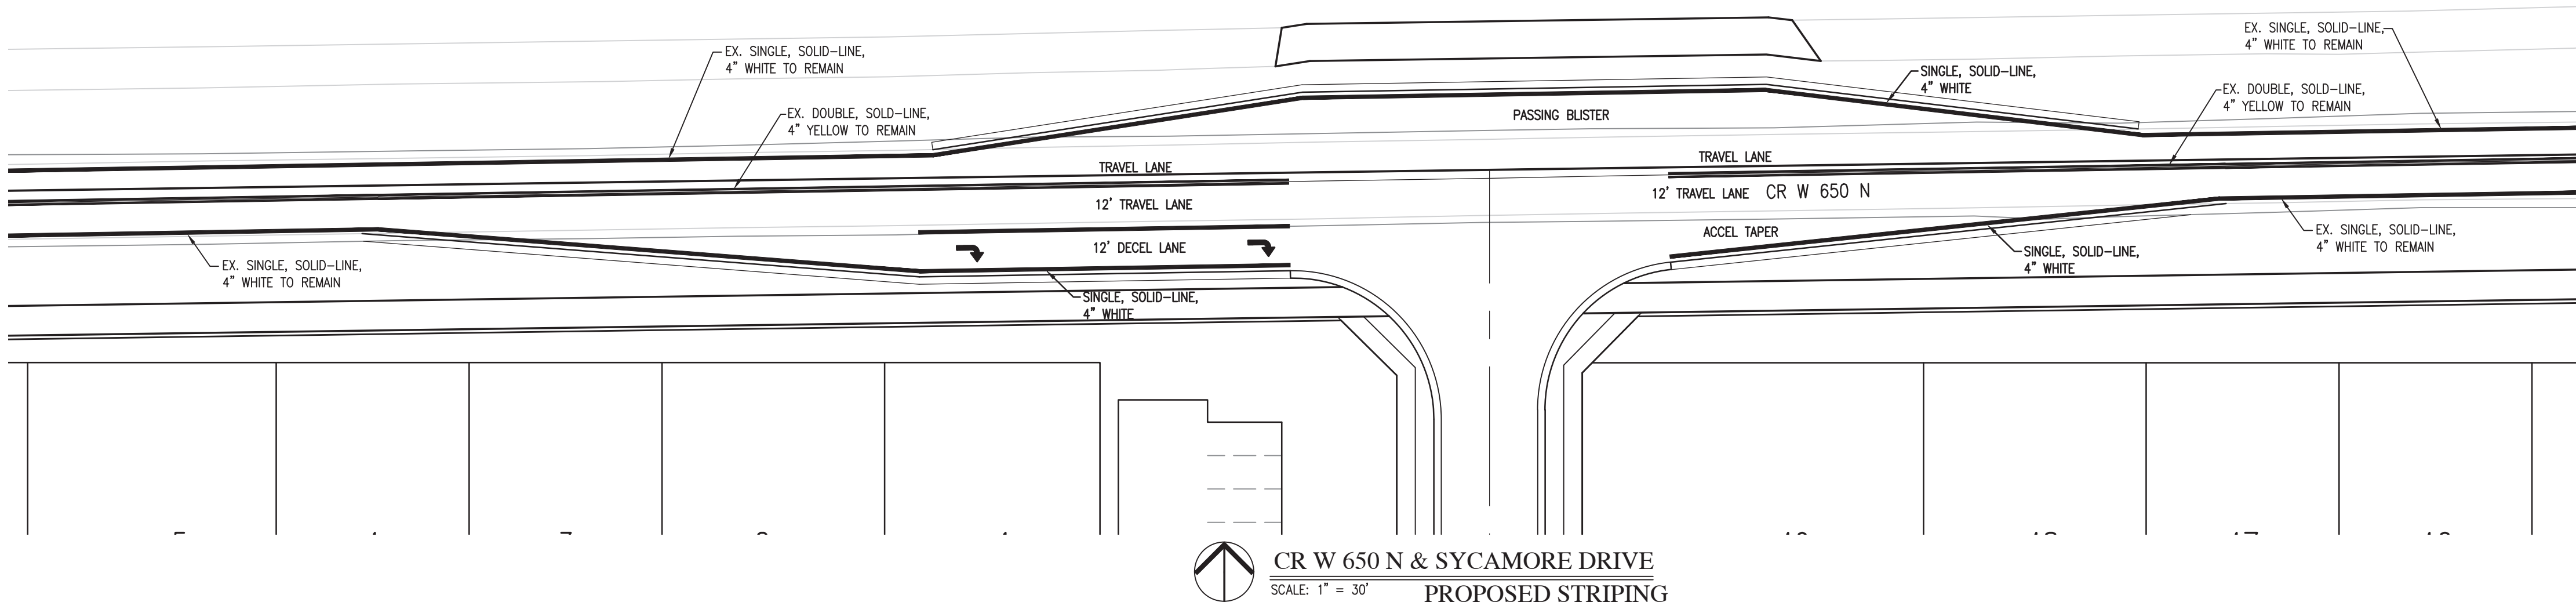 EX. SINGLE, SOLID-LINE,
4" WHITE TO REMAIN
EX. SINGLE, SOLID-LINE,
4" WHITE TO REMAIN
SINGLE, SOLID-LINE,
4" WHITE
EX. DOUBLE, SOLD-LINE,
4" YELLOW TO REMAIN
EX. DOUBLE, SOLD-LINE,
4" YELLOW TO REMAIN
PASSING BLISTER
TRAVEL LANE
TRAVEL LANE
12' TRAVEL LANE
12' TRAVEL LANE CR W 650 N
ACCEL TAPER
12' DECEL LANE
EX. SINGLE, SOLID-LINE,
4" WHITE TO REMAIN
SINGLE, SOLID-LINE,
4" WHITE
EX. SINGLE, SOLID-LINE,
4" WHITE TO REMAIN
SINGLE, SOLID-LINE,
4" WHITE
CR W 650 N & SYCAMORE DRIVE
SCALE: 1" = 30'
PROPOSED STRIPING